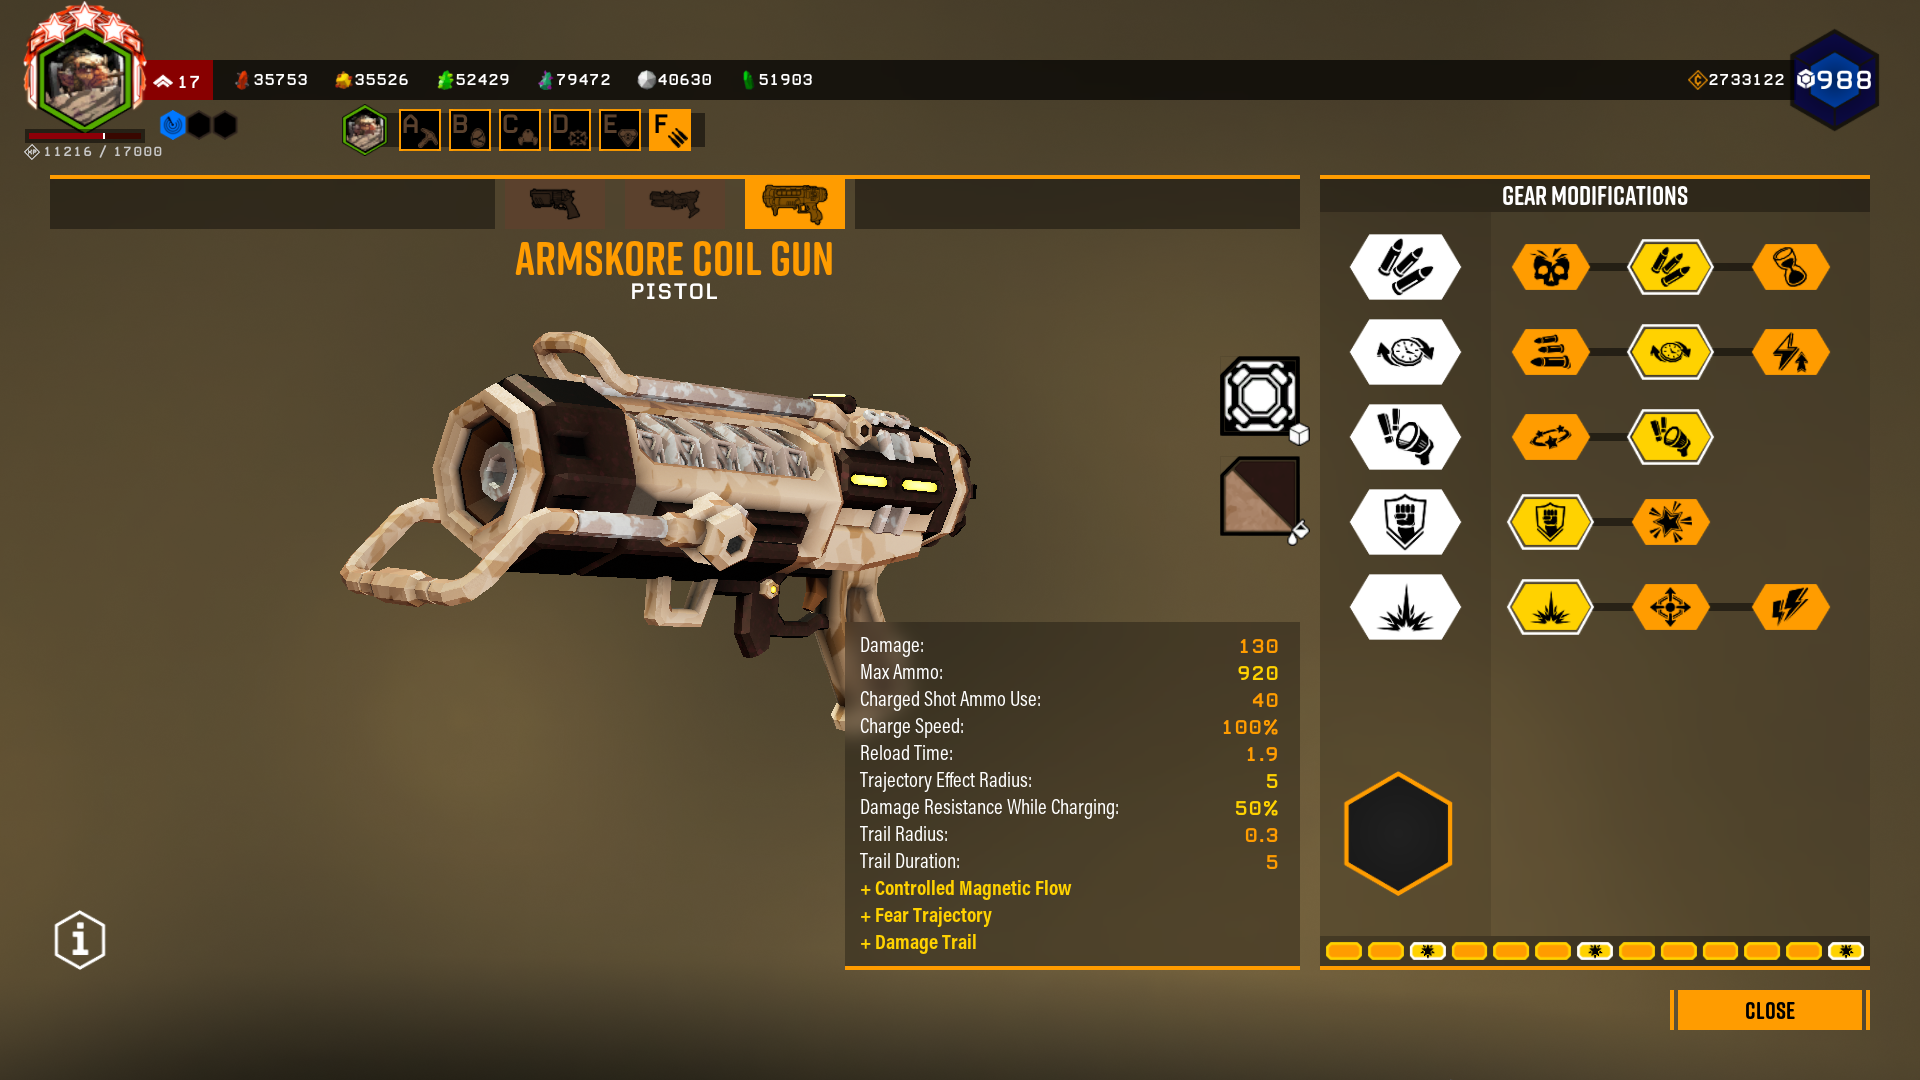 17
35753
35526
52429
79472
40630
51903
2733122
988
11216 / 17000
A
B
C
D
E
F
GEAR MODIFICATIONS
ARMSKORE COIL GUN
PISTOL
Damage: 130
Max Ammo: 920
Charged Shot Ammo Use: 40
Charge Speed: 100%
Reload Time: 1.9
Trajectory Effect Radius: 5
Damage Resistance While Charging: 50%
Trail Radius: 0.3
Trail Duration: 5
+ Controlled Magnetic Flow
+ Fear Trajectory
+ Damage Trail
CLOSE